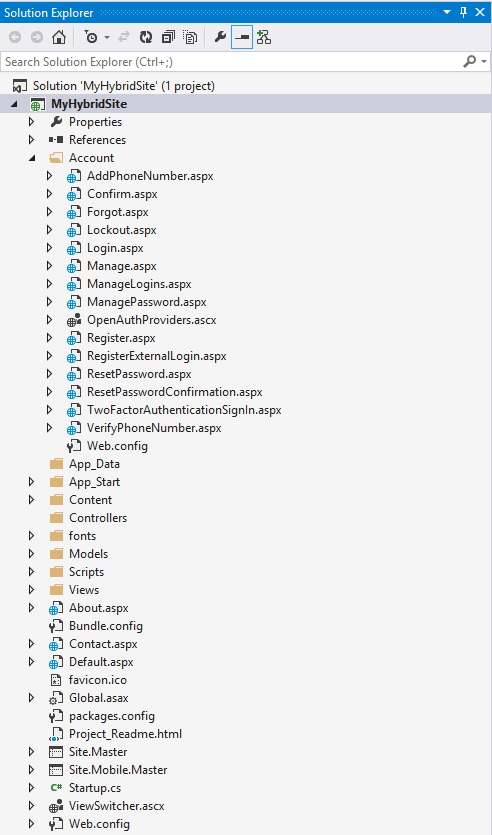 Solution Explorer
Search Solution Explorer (Ctrl+;)
Solution 'MyHybridSite' (1 project)
MyHybridSite
Properties
References
Account
AddPhoneNumber.aspx
Confirm.aspx
Forgot.aspx
Lockout.aspx
Login.aspx
Manage.aspx
ManageLogins.aspx
ManagePassword.aspx
OpenAuthProviders.ascx
Register.aspx
RegisterExternalLogin.aspx
ResetPassword.aspx
ResetPasswordConfirmation.aspx
TwoFactorAuthenticationSignIn.aspx
VerifyPhoneNumber.aspx
Web.config
App_Data
App_Start
Content
Controllers
fonts
Models
Scripts
Views
About.aspx
Bundle.config
Contact.aspx
Default.aspx
favicon.ico
Global.asax
packages.config
Project_Readme.html
Site.Master
Site.Mobile.Master
C# Startup.cs
ViewSwitcher.ascx
Web.config